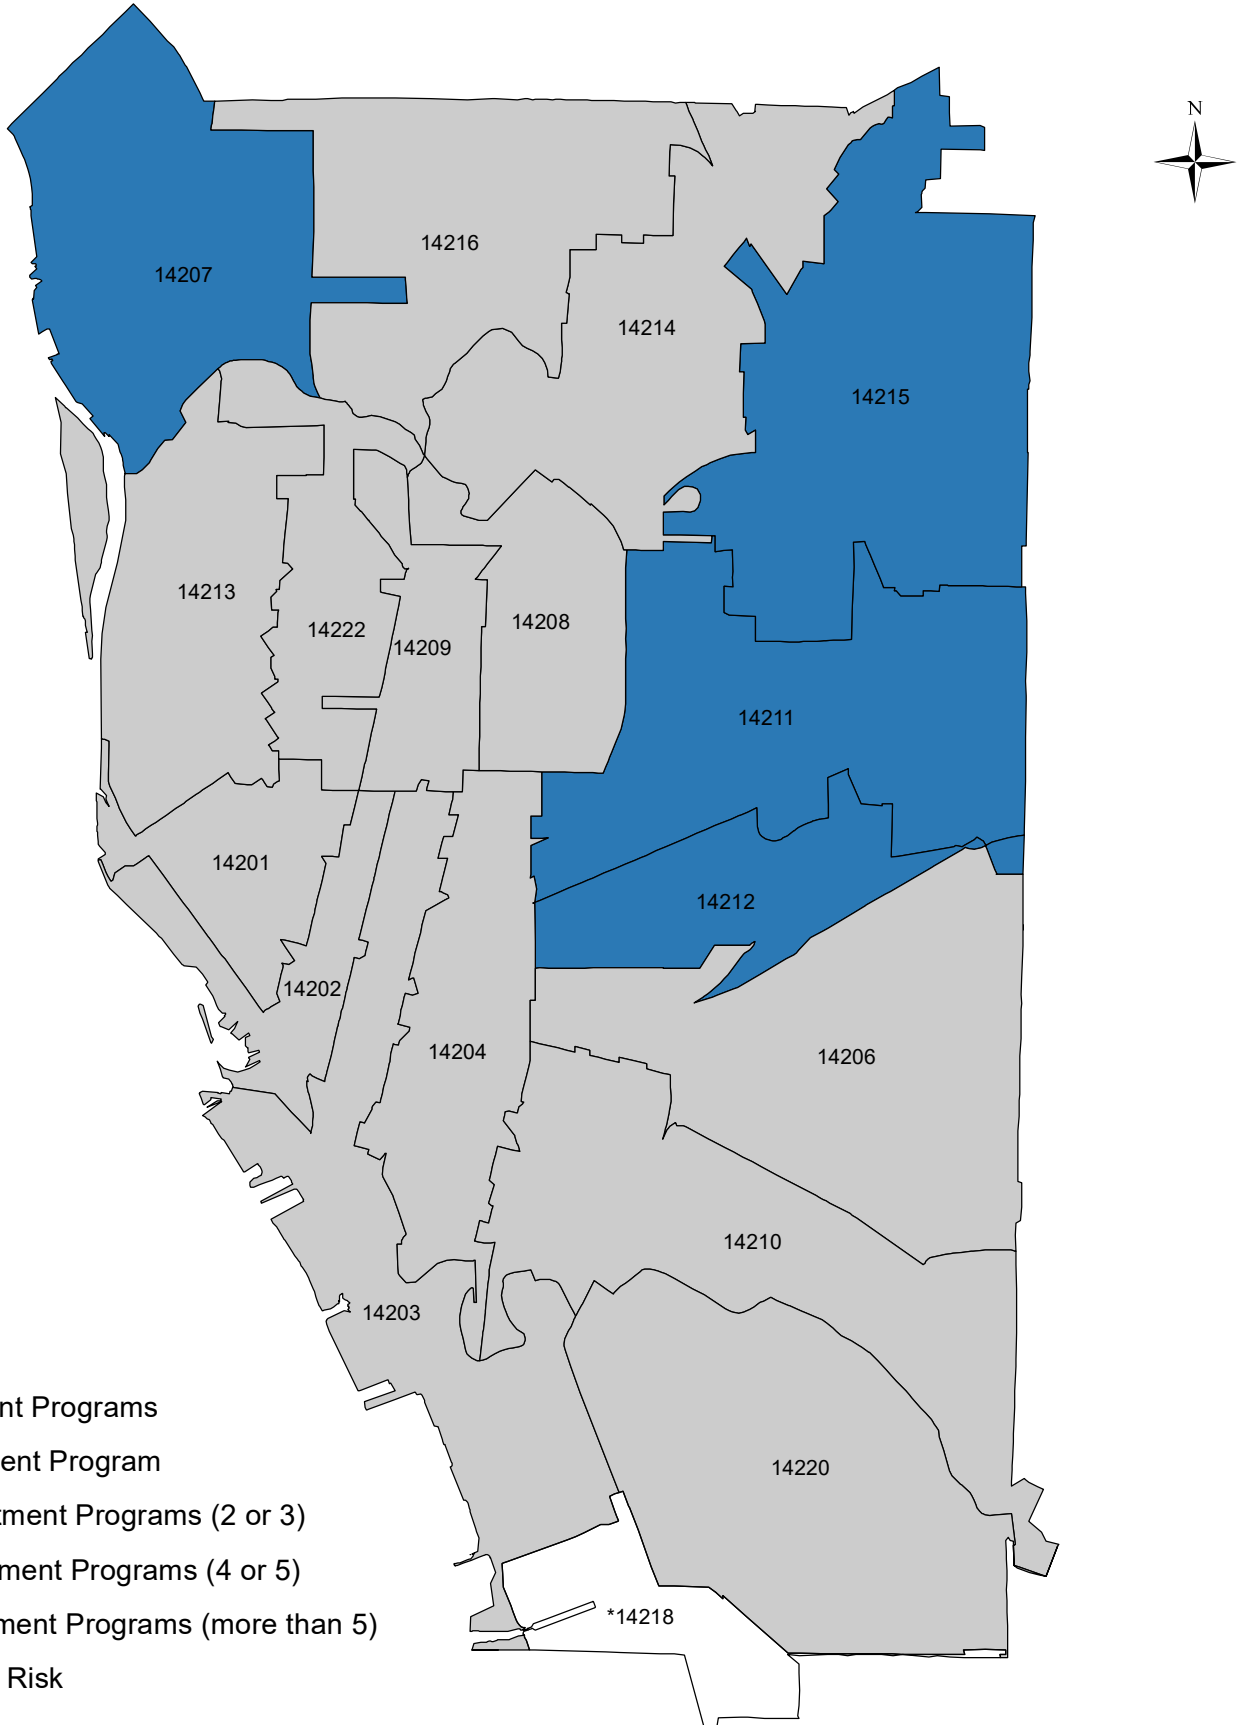 N
14216
14207
14214
14215
14213
14222
14208
14209
14211
14201
14212
14202
14204
14206
14210
14203
nt Programs
ent Program
14220
tment Programs (2 or 3)
ment Programs (4 or 5)
*14218
ment Programs (more than 5)
Risk